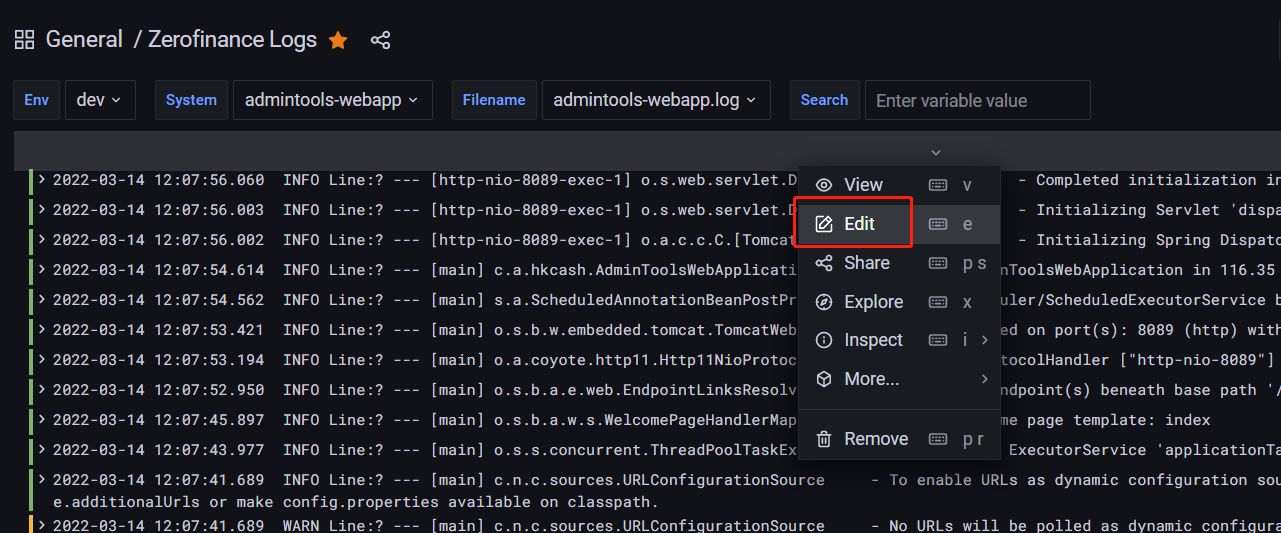 General / Zerofinance Logs
Env dev System admintools-webapp Filename admintools-webapp.log Search Enter variable value
2022-03-14 12:07:56.060 INFO Line:? --- [http-nio-8089-exec-1] o.s.web.servlet.D - Completed initialization in
2022-03-14 12:07:56.003 INFO Line:? --- [http-nio-8089-exec-1] o.s.web.servlet.D - Initializing Servlet 'dispa
2022-03-14 12:07:56.002 INFO Line:? --- [http-nio-8089-exec-1] o.a.c.c.C.[Tomcat - Initializing Spring Dispatc
2022-03-14 12:07:54.614 INFO Line:? --- [main] c.a.hkcash.AdminToolsWebApplicati nToolsWebApplication in 116.35
2022-03-14 12:07:54.562 INFO Line:? --- [main] s.a.ScheduledAnnotationBeanPostPr uler/ScheduledExecutorService b
2022-03-14 12:07:53.421 INFO Line:? --- [main] o.s.b.w.embedded.tomcat.TomcatWeb ed on port(s): 8089 (http) with
2022-03-14 12:07:53.194 INFO Line:? --- [main] o.a.coyote.http11.Http11NioProtoc tocolHandler ["http-nio-8089"]
2022-03-14 12:07:52.950 INFO Line:? --- [main] o.s.b.a.e.web.EndpointLinksResolv ndpoint(s) beneath base path '/
2022-03-14 12:07:45.897 INFO Line:? --- [main] o.s.b.a.w.s.WelcomePageHandlerMap me page template: index
2022-03-14 12:07:43.977 INFO Line:? --- [main] o.s.s.concurrent.ThreadPoolTaskEx ExecutorService 'applicationTa
2022-03-14 12:07:41.689 INFO Line:? --- [main] c.n.c.sources.URLConfigurationSource - To enable URLs as dynamic configuration sou
e.additionalUrls or make config.properties available on classpath.
2022-03-14 12:07:41.689 WARN Line:? --- [main] c.n.c.sources.URLConfigurationSource - No URLs will be polled as dynamic configura
View v
Edit e
Share p s
Explore x
Inspect i
More...
Remove p r